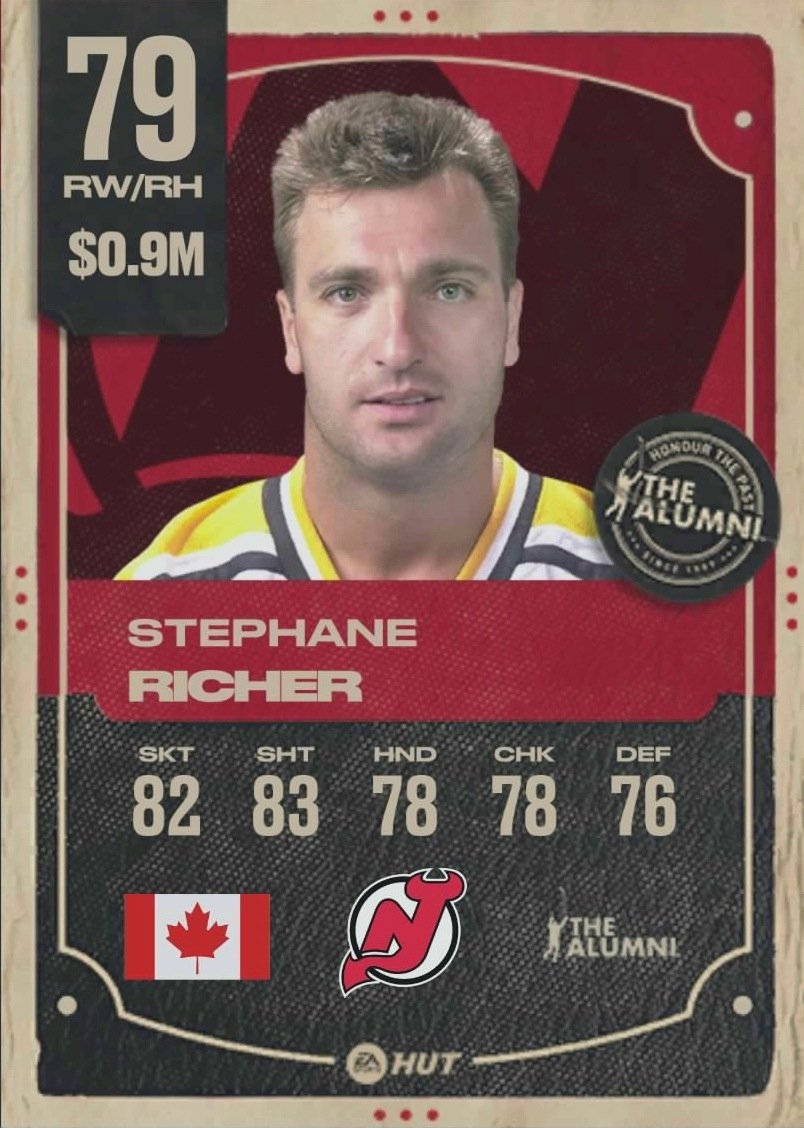 79
RW/RH
$0.9M
HONOUR THE PAST
THE
ALUMNI
STEPHANE
RICHER
SKT SHT HND CHK DEF
82 83 78 78 76
THE
ALUMNI
EA
HUT